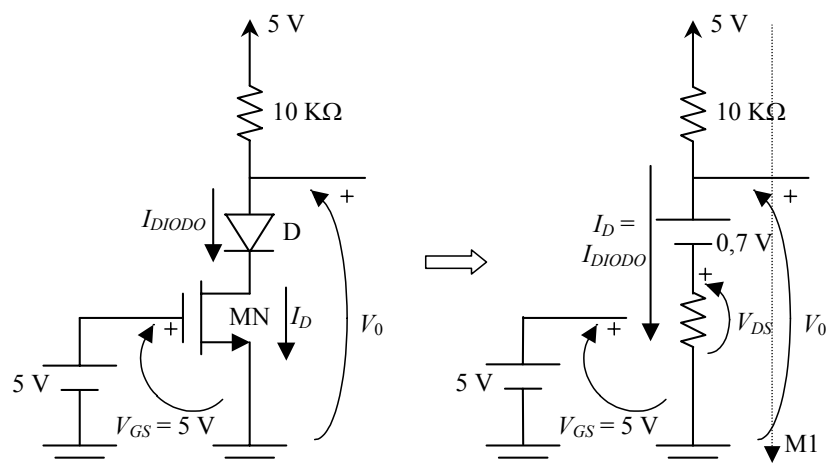 5 V
10 KΩ
+
I_DIODO
D
+
MN
I_D
V_0
5 V
V_GS = 5 V
5 V
10 KΩ
+
I_D =
I_DIODO
0,7 V
+
V_DS
V_0
+
5 V
V_GS = 5 V
M1